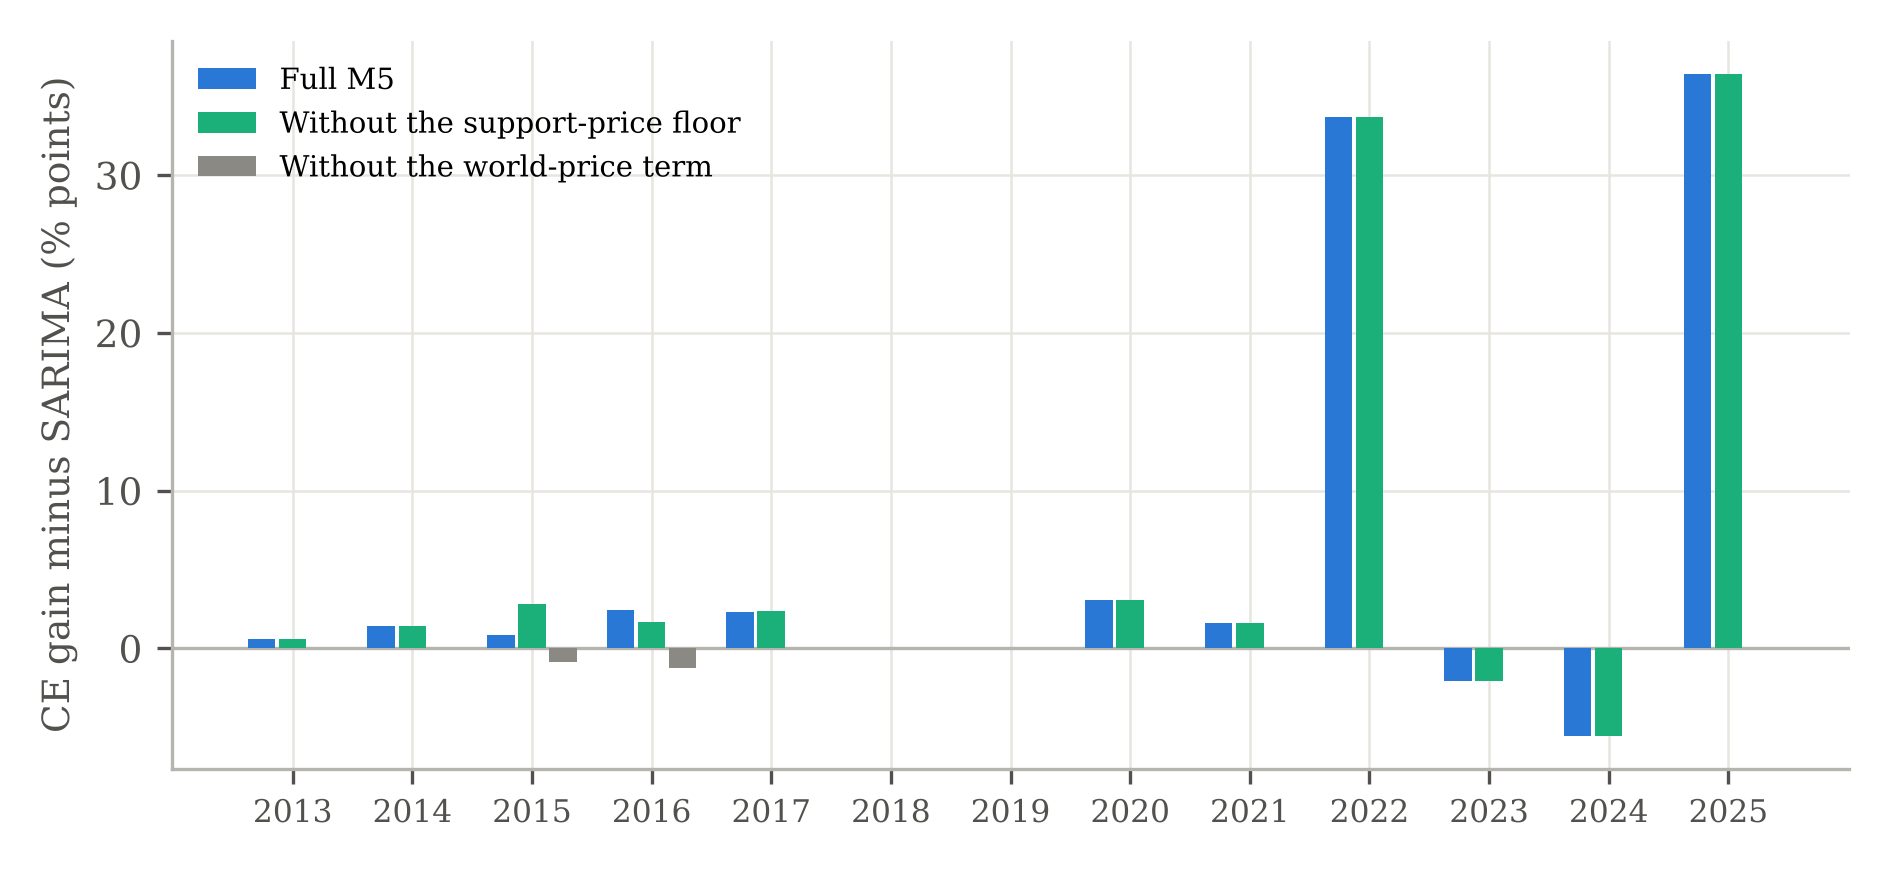 Full M5
Without the support-price floor
Without the world-price term
CE gain minus SARIMA (% points)
30
20
10
0
2013 2014 2015 2016 2017 2018 2019 2020 2021 2022 2023 2024 2025